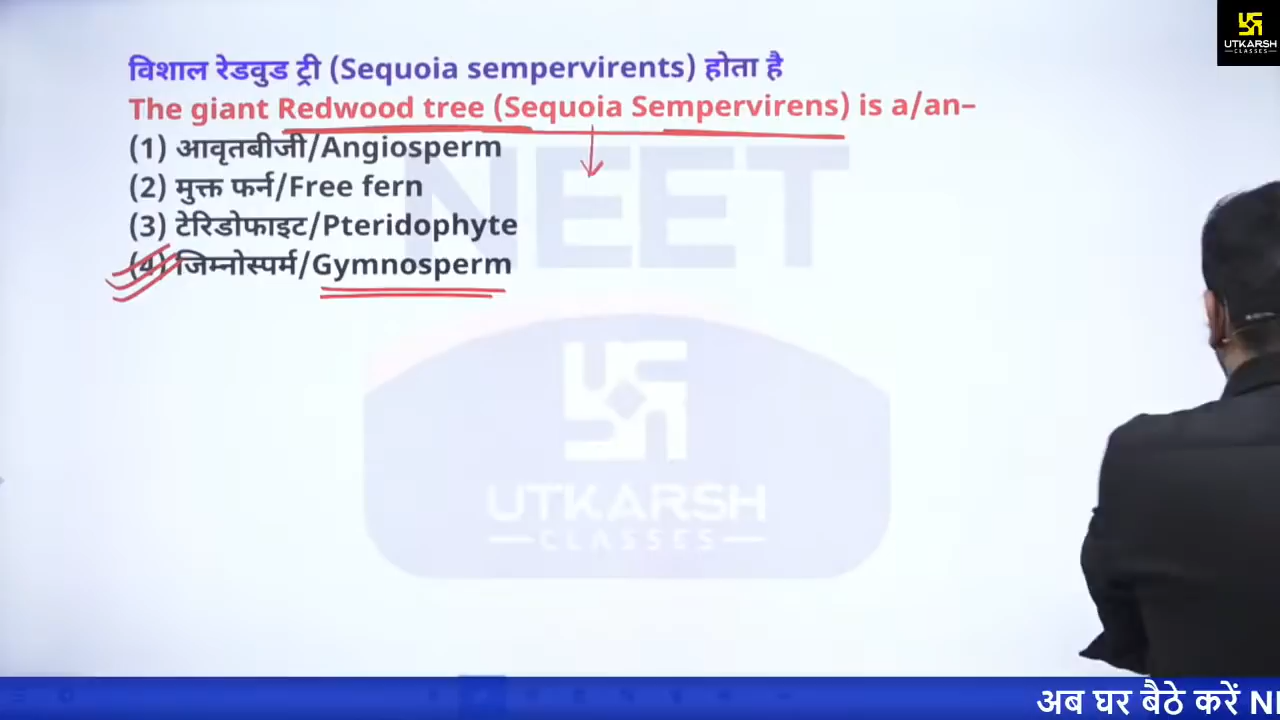 विशाल रेडवुड ट्री (Sequoia sempervirents) होता है
The giant Redwood tree (Sequoia Sempervirens) is a/an–
(1) आवृतबीजी/Angiosperm
(2) मुक्त फर्न/Free fern
(3) टेरिडोफाइट/Pteridophyte
(4) जिम्नोस्पर्म/Gymnosperm
NEET
UTKARSH
CLASSES
UTKARSH
CLASSES
अब घर बैठे करें NE